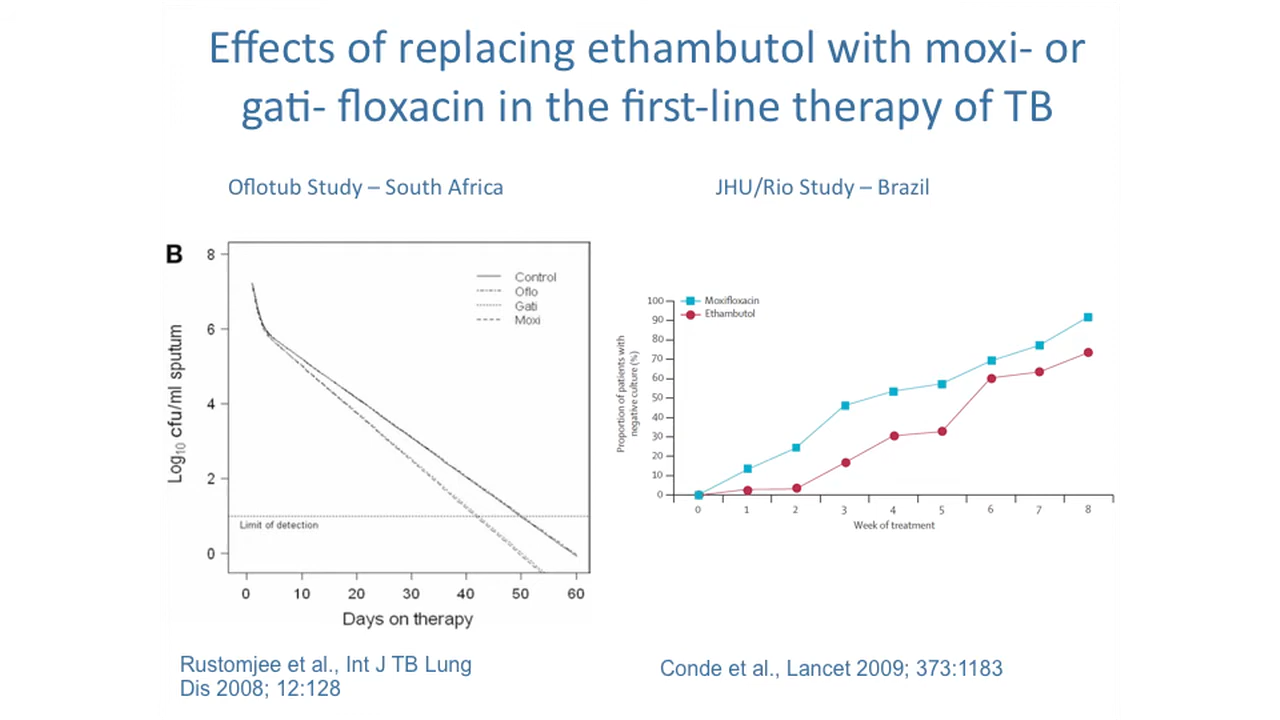 Effects of replacing ethambutol with moxi- or
gati- floxacin in the first-line therapy of TB
Oflotub Study – South Africa
JHU/Rio Study – Brazil
B
8
6
4
2
0
Log10 cfu/ml sputum
Control
Oflo
Gati
Moxi
Limit of detection
0 10 20 30 40 50 60
Days on therapy
Moxifloxacin
Ethambutol
100
90
80
70
60
50
40
30
20
10
0
Proportion of patients with
negative culture (%)
0 1 2 3 4 5 6 7 8
Week of treatment
Rustomjee et al., Int J TB Lung
Dis 2008; 12:128
Conde et al., Lancet 2009; 373:1183